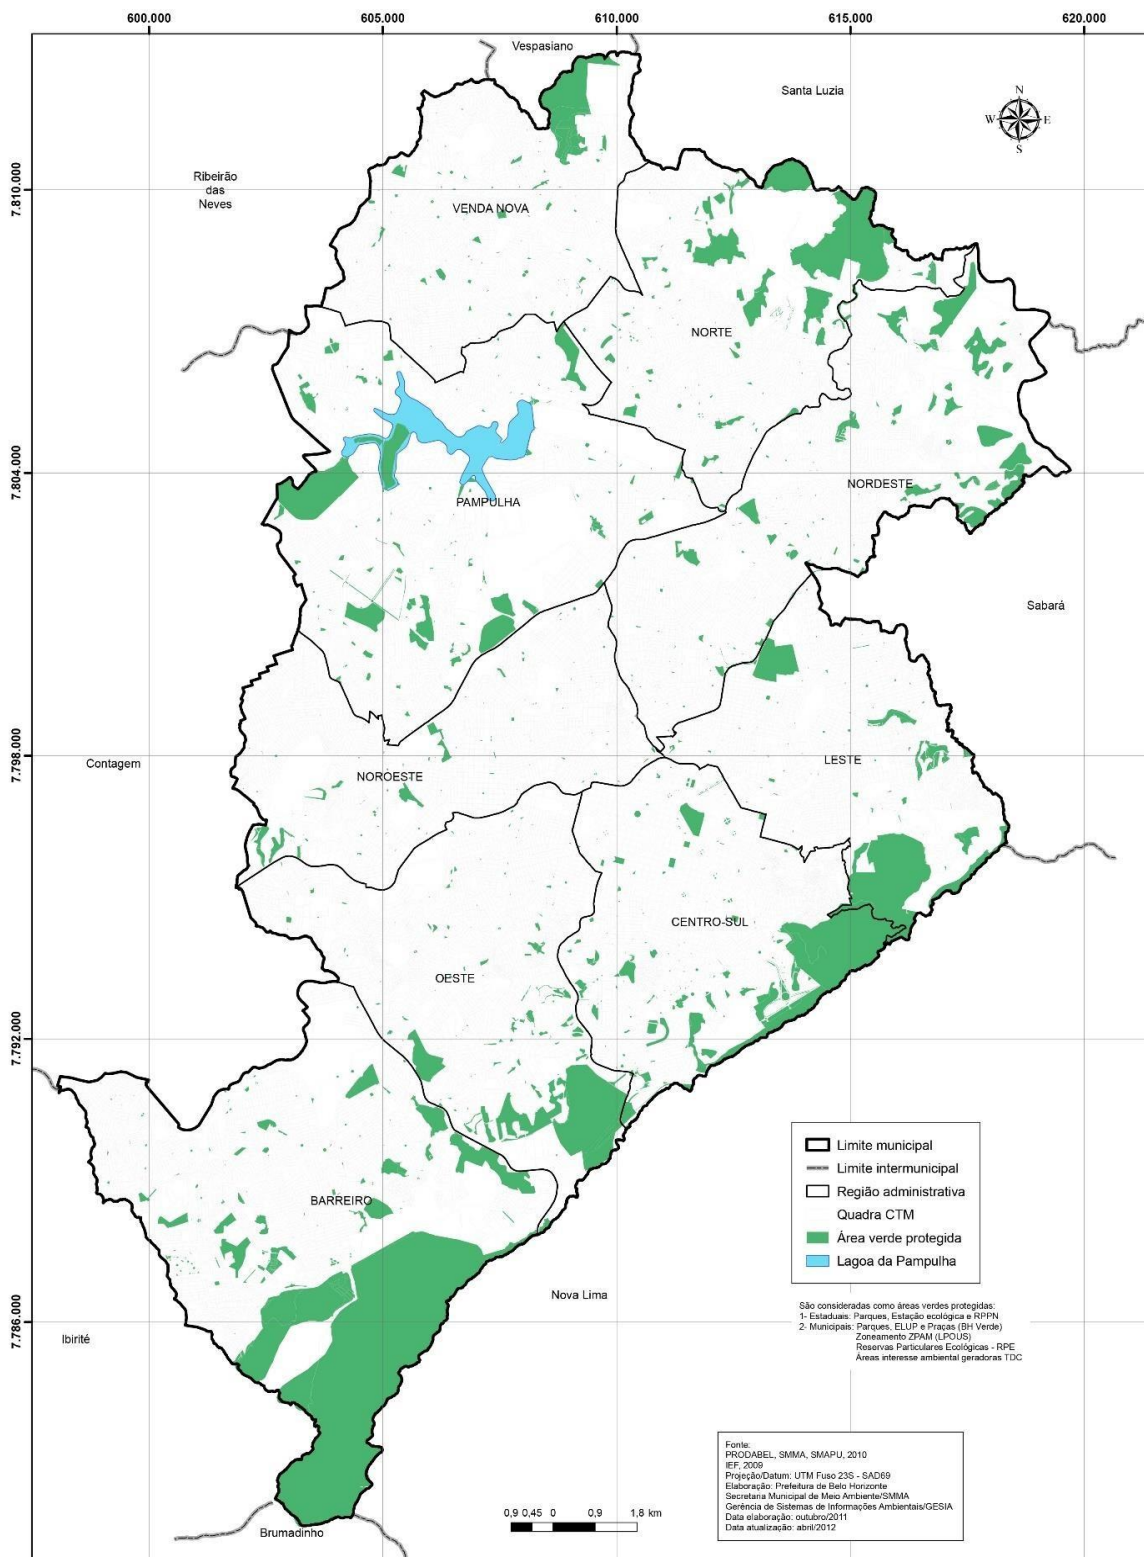 600.000
605.000
610.000
615.000
620.000
Vespasiano
Santa Luzia
N
W
E
S
7.810.000
Ribeirão
das
Neves
VENDA NOVA
NORTE
7.804.000
NORDESTE
PAMPULHA
Sabará
7.798.000
Contagem
LESTE
NOROESTE
CENTRO-SUL
OESTE
7.792.000
Limite municipal
Limite intermunicipal
Região administrativa
Quadra CTM
Área verde protegida
Lagoa da Pampulha
BARREIRO
Nova Lima
São consideradas como áreas verdes protegidas:
1- Estaduais: Parques, Estação ecológica e RPPN
2- Municipais: Parques, ELUP e Praças (BH Verde)
Zoneamento ZPAM (LPOUS)
Reservas Particulares Ecológicas - RPE
Áreas interesse ambiental geradoras TDC
7.786.000
Ibirité
Fonte:
PRODABEL, SMMA, SMAPU, 2010
IEF, 2009
Projeção/Datum: UTM Fuso 23S - SAD69
Elaboração: Prefeitura de Belo Horizonte
Secretaria Municipal de Meio Ambiente/SMMA
Gerência de Sistemas de Informações Ambientais/GESIA
Data elaboração: outubro/2011
Data atualização: abril/2012
0,9 0,45 0 0,9 1,8 km
Brumadinho